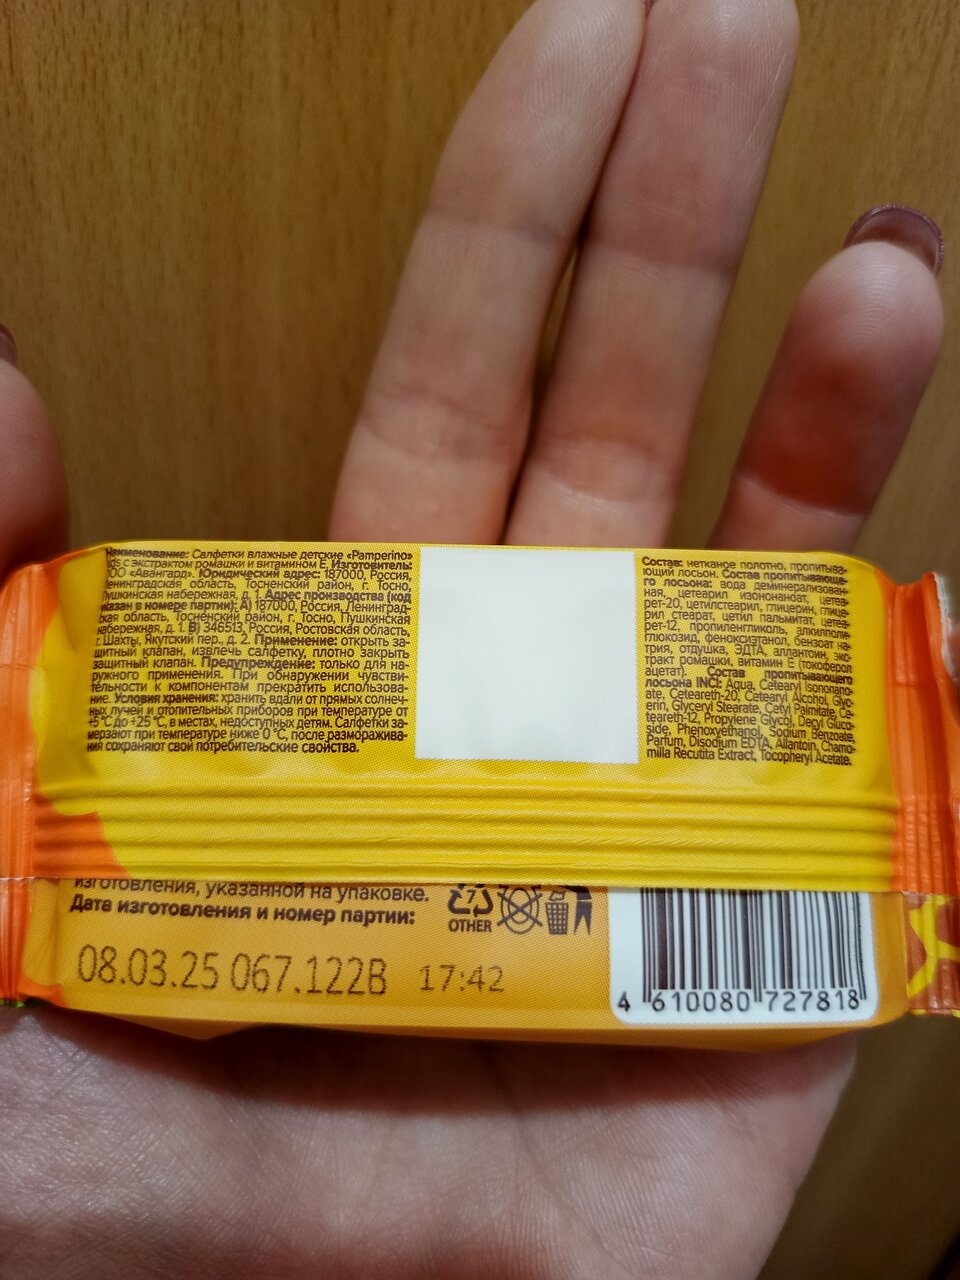 Наименование: Салфетки влажные детские «Pamperino»
ids с экстрактом ромашки и витамином Е. Изготовитель:
ООО «Авангард». Юридический адрес: 187000, Россия,
Ленинградская область, Тосненский район, г. Тосно,
Пушкинская набережная, д. 1. Адрес производства (код
указан в номере партии): А) 187000, Россия, Ленинград-
ская область, Тосненский район, г. Тосно, Пушкинская
набережная, д. 1. В) 346513, Россия, Ростовская область,
г. Шахты, Якутский пер., д. 2. Применение: открыть за-
щитный клапан, извлечь салфетку, плотно закрыть
защитный клапан. Предупреждение: только для на-
ружного применения. При обнаружении чувстви-
тельности к компонентам прекратить использова-
ние. Условия хранения: хранить вдали от прямых солнеч-
ных лучей и отопительных приборов при температуре от
+5 °С до +25 °С, в местах, недоступных детям. Салфетки за-
мерзают при температуре ниже 0 °С, после раздморажива-
ния сохраняют свои потребительские свойства.
Состав: нетканое полотно, пропитыва-
ющий лосьон. Состав пропитывающе-
го лосьона: вода деминерализован-
ная, цетеарил изононаноат, цетеа-
рет-20, цетилстеарил, глицерин, глице-
рил стеарат, цетил пальмитат, цетеа-
рет-12, пропиленгликоль, алкилполи-
глюкозид, феноксиэтанол, бензоат на-
трия, отдушка, ЭДТА, аллантоин, экс-
тракт ромашки, витамин Е (токоферол
ацетат). Состав пропитывающего
лосьона INCI: Aqua, Cetearyl Isononano-
ate, Ceteareth-20, Cetearyl Alcohol, Glyc-
erin, Glyceryl Stearate, Cetyl Palmitate, Ce-
teareth-12, Propylene Glycol, Decyl Gluco-
side, Phenoxyethanol, Sodium Benzoate,
Parfum, Disodium EDTA, Allantoin, Chamo-
milla Recutita Extract, Tocopheryl Acetate.
изготовления, указанной на упаковке.
Дата изготовления и номер партии:
7
OTHER
08.03.25 067.122В 17:42
4 610080 727818